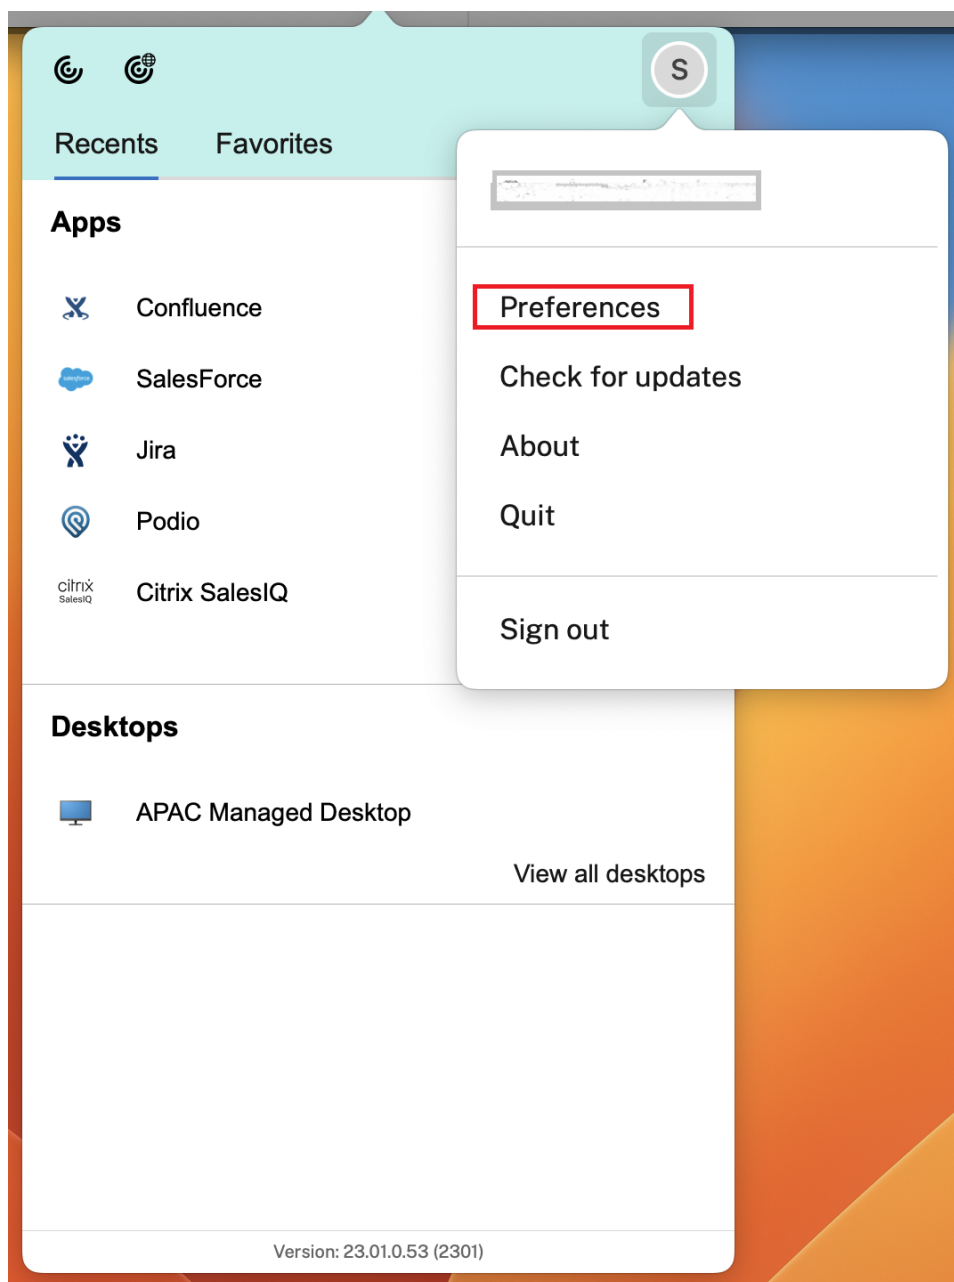 S
Recents Favorites
Apps
Preferences
Confluence
Check for updates
salesforce SalesForce
About
Jira
Quit
Podio
citrix
SalesIQ
Citrix SalesIQ
Sign out
Desktops
APAC Managed Desktop
View all desktops
Version: 23.01.0.53 (2301)